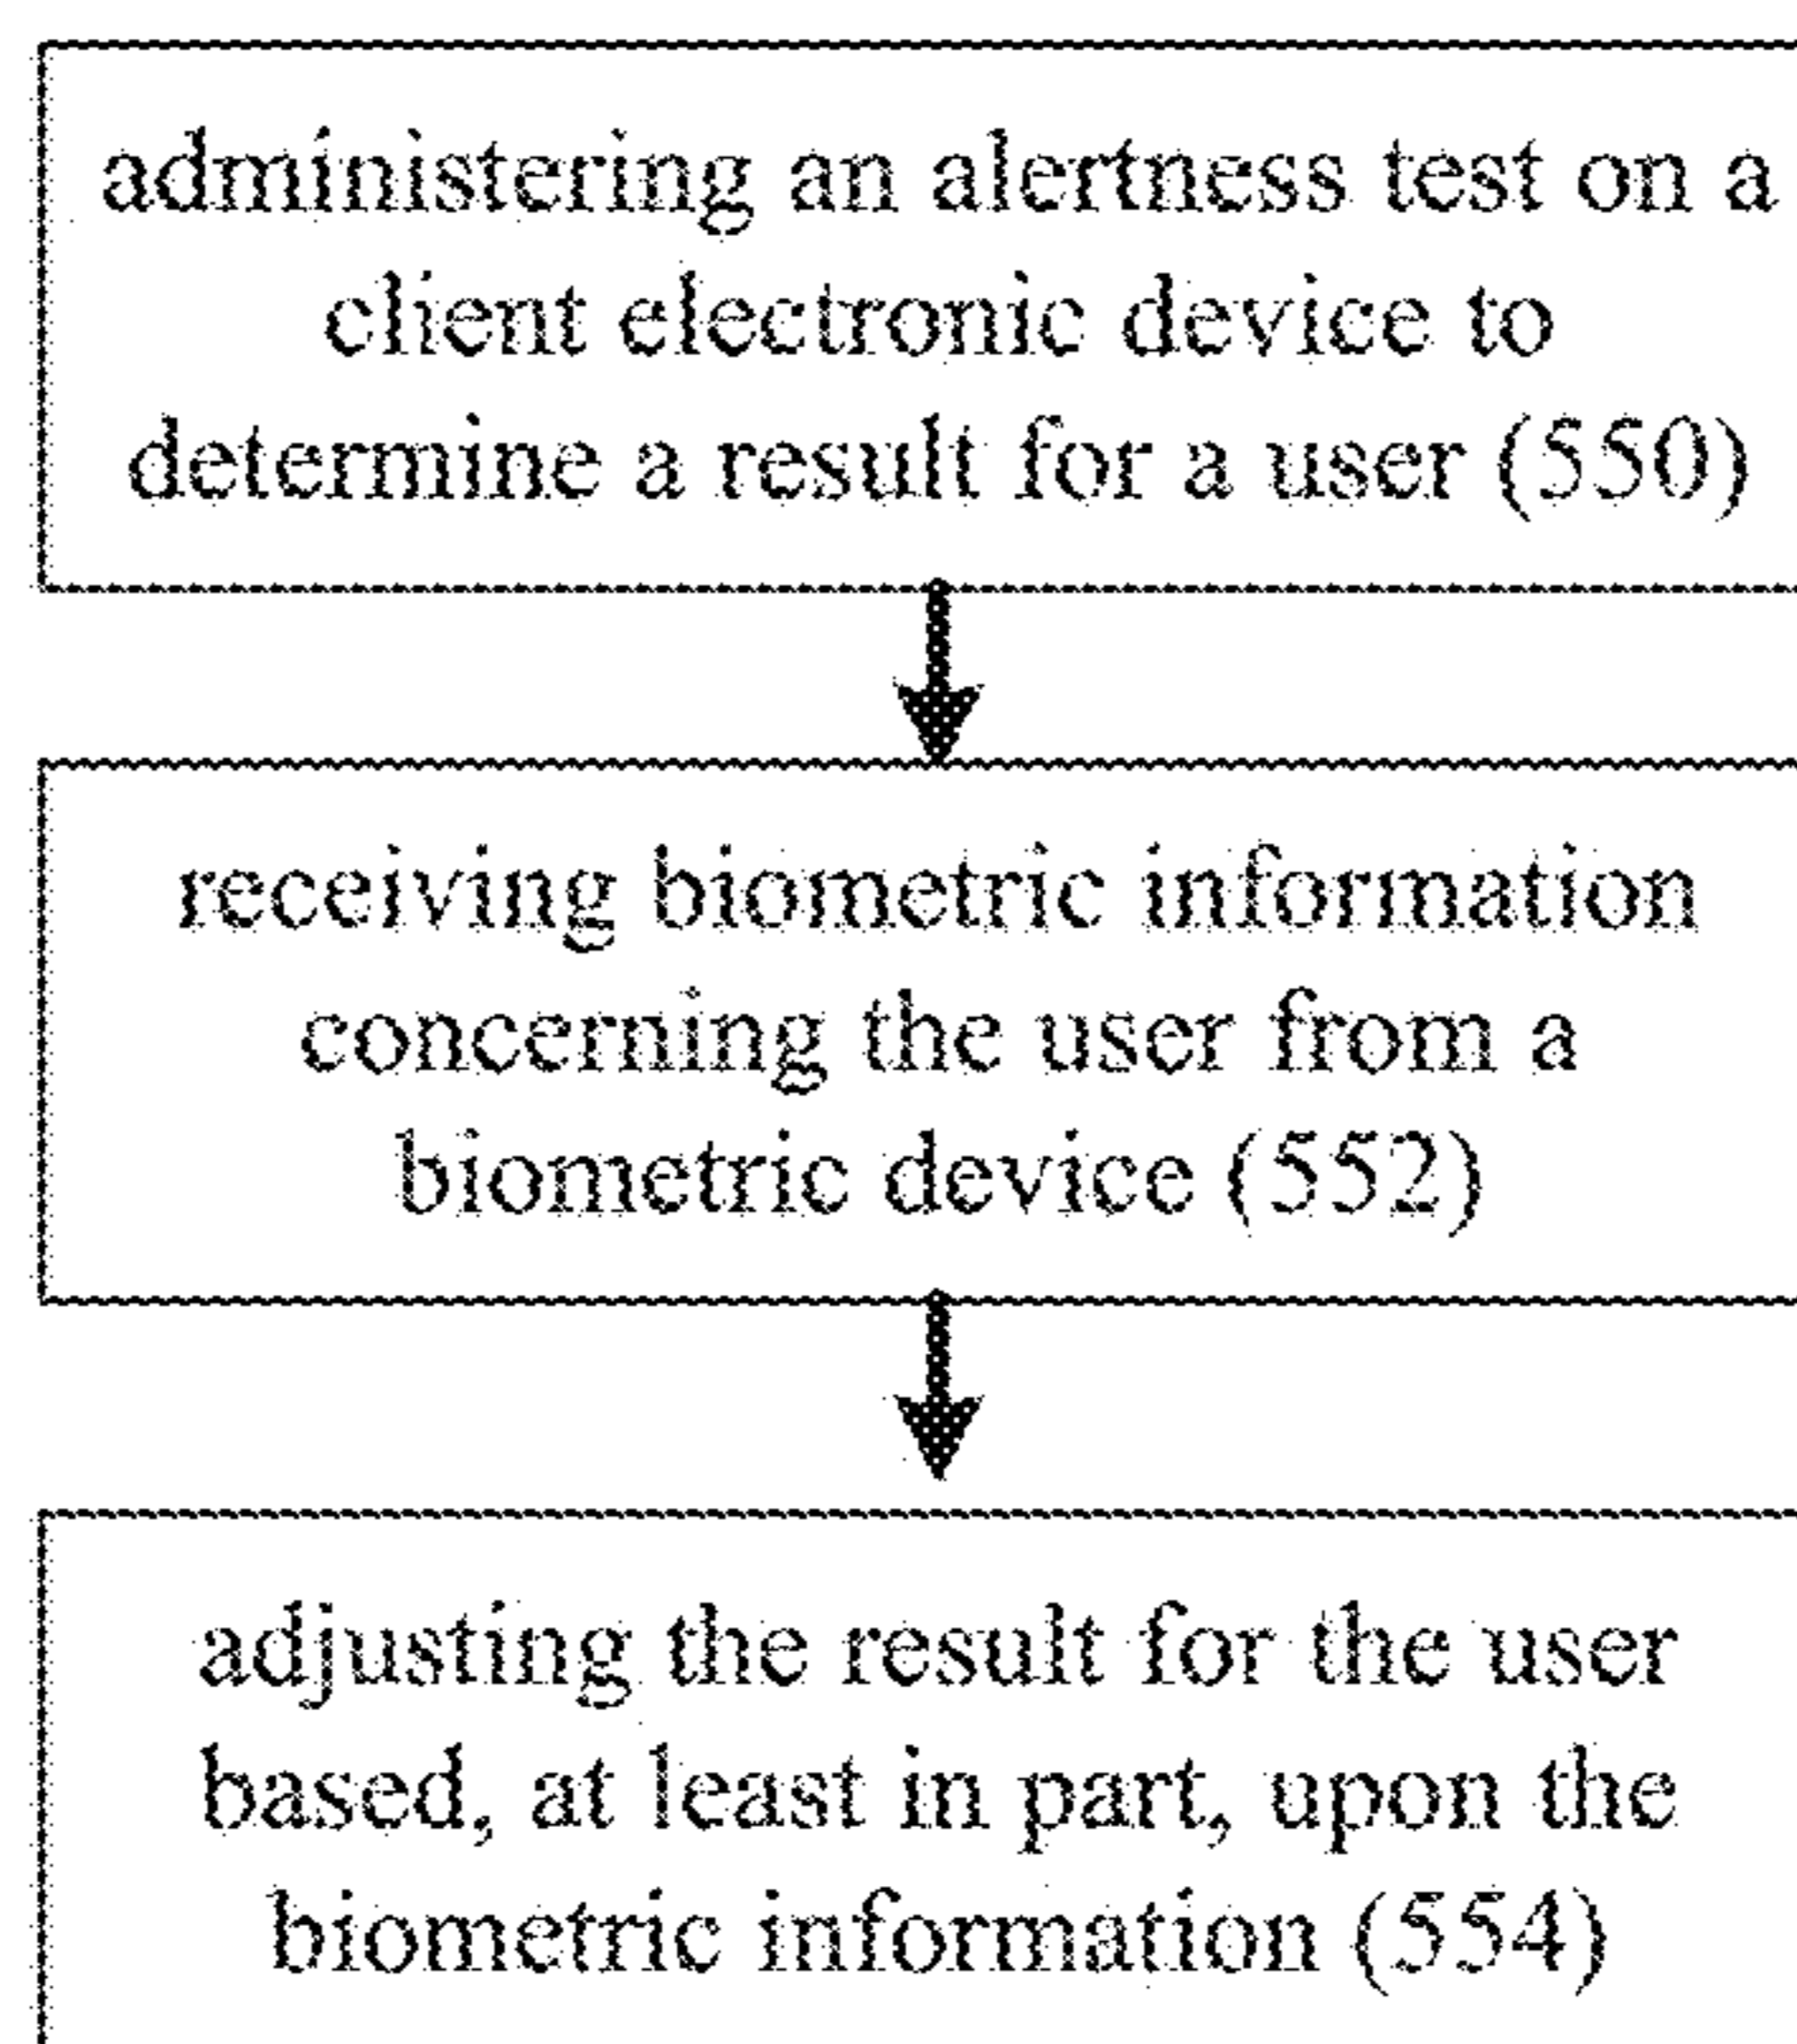 administering an alertness test on a
client electronic device to
determine a result for a user (550)
receiving biometric information
concerning the user from a
biometric device (552)
adjusting the result for the user
based, at least in part, upon the
biometric information (554)